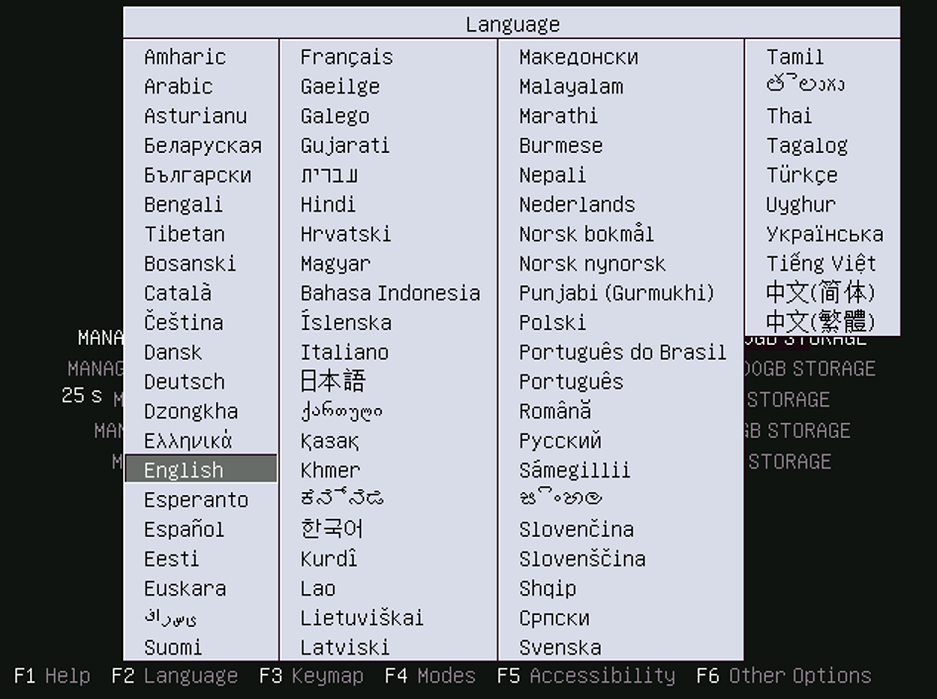 Language
Amharic
Arabic
Asturianu
Беларуская
Български
Bengali
Tibetan
Bosanski
Català
Čeština
Dansk
Deutsch
Dzongkha
Ελληνικά
English
Esperanto
Español
Eesti
Euskara
ﻰﺳﺭﺎﻓ
Suomi
Français
Gaeilge
Galego
Gujarati
תירבע
Hindi
Hrvatski
Magyar
Bahasa Indonesia
Íslenska
Italiano
日本語
ქართული
Қазақ
Khmer
ಕನ್ನಡ
한국어
Kurdî
Lao
Lietuviškai
Latviski
Македонски
Malayalam
Marathi
Burmese
Nepali
Nederlands
Norsk bokmål
Norsk nynorsk
Punjabi (Gurmukhi)
Polski
Português do Brasil
Português
Română
Русский
Sámegillii
සිංහල
Slovenčina
Slovenščina
Shqip
Српски
Svenska
Tamil
తెలుగు
Thai
Tagalog
Türkçe
Uyghur
Українська
Tiếng Việt
中文(简体)
中文(繁體)
MANA STORAGE
MANAG 00GB STORAGE
25 s M STORAGE
MAN GB STORAGE
M STORAGE
F1 Help F2 Language F3 Keymap F4 Modes F5 Accessibility F6 Other Options